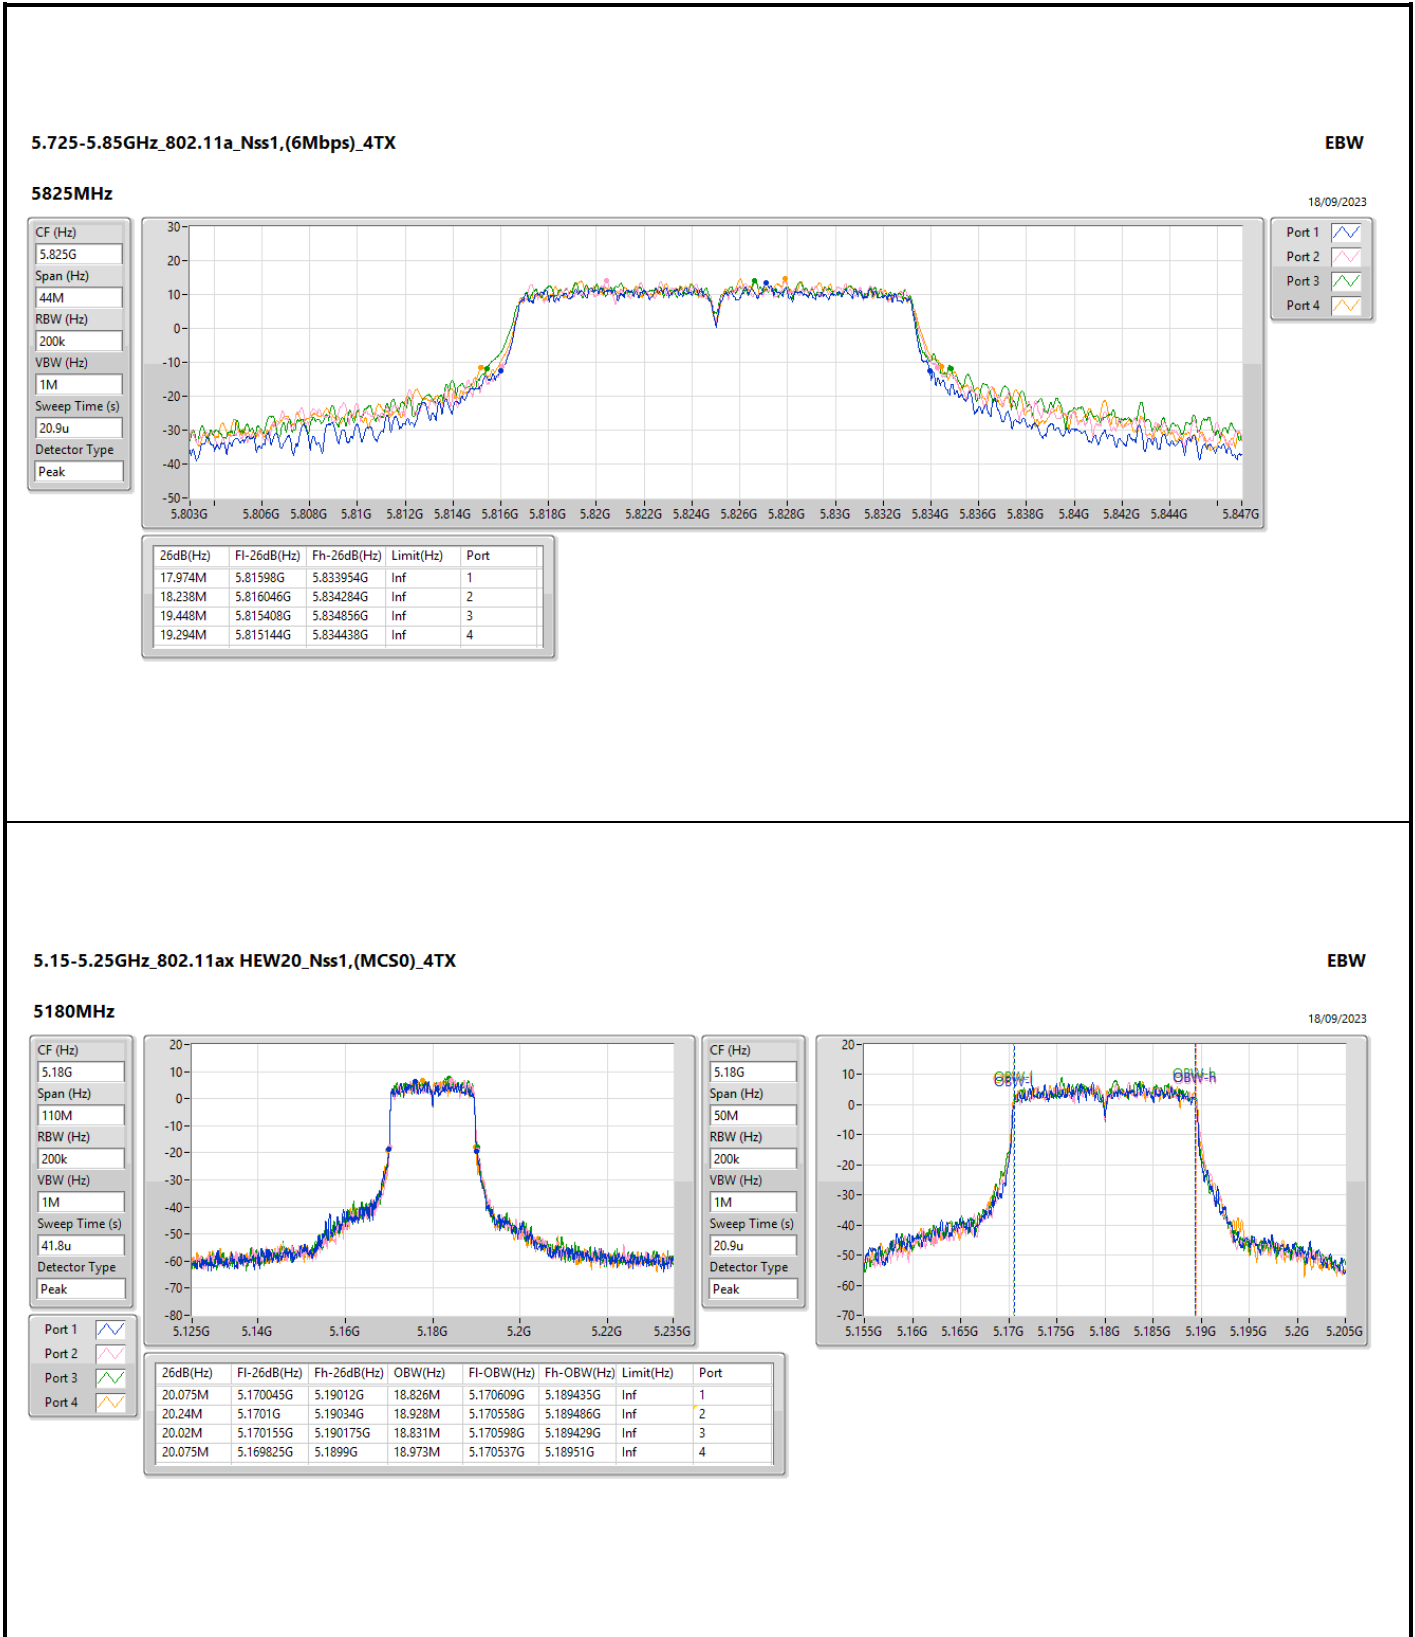 5.725-5.85GHz_802.11a_Nss1,(6Mbps)_4TX EBW
5825MHz
18/09/2023
CF (Hz)
5.825G
Span (Hz)
44M
RBW (Hz)
200k
VBW (Hz)
1M
Sweep Time (s)
20.9u
Detector Type
Peak
30
20
10
0
-10
-20
-30
-40
-50
5.803G 5.806G 5.808G 5.81G 5.812G 5.814G 5.816G 5.818G 5.82G 5.822G 5.824G 5.826G 5.828G 5.83G 5.832G 5.834G 5.836G 5.838G 5.84G 5.842G 5.844G 5.847G
Port 1
Port 2
Port 3
Port 4
26dB(Hz) Fl-26dB(Hz) Fh-26dB(Hz) Limit(Hz) Port
17.974M 5.81598G 5.833954G Inf 1
18.238M 5.816046G 5.834284G Inf 2
19.448M 5.815408G 5.834856G Inf 3
19.294M 5.815144G 5.834438G Inf 4
5.15-5.25GHz_802.11ax HEW20_Nss1,(MCS0)_4TX EBW
5180MHz
18/09/2023
CF (Hz)
5.18G
Span (Hz)
110M
RBW (Hz)
200k
VBW (Hz)
1M
Sweep Time (s)
41.8u
Detector Type
Peak
Port 1
Port 2
Port 3
Port 4
20
10
0
-10
-20
-30
-40
-50
-60
-70
-80
5.125G 5.14G 5.16G 5.18G 5.2G 5.22G 5.235G
CF (Hz)
5.18G
Span (Hz)
50M
RBW (Hz)
200k
VBW (Hz)
1M
Sweep Time (s)
20.9u
Detector Type
Peak
20
10
0
-10
-20
-30
-40
-50
-60
-70
OBW-l OBW-h
5.155G 5.16G 5.165G 5.17G 5.175G 5.18G 5.185G 5.19G 5.195G 5.2G 5.205G
26dB(Hz) Fl-26dB(Hz) Fh-26dB(Hz) OBW(Hz) Fl-OBW(Hz) Fh-OBW(Hz) Limit(Hz) Port
20.075M 5.170045G 5.19012G 18.826M 5.170609G 5.189435G Inf 1
20.24M 5.1701G 5.19034G 18.928M 5.170558G 5.189486G Inf 2
20.02M 5.170155G 5.190175G 18.831M 5.170598G 5.189429G Inf 3
20.075M 5.169825G 5.1899G 18.973M 5.170537G 5.18951G Inf 4